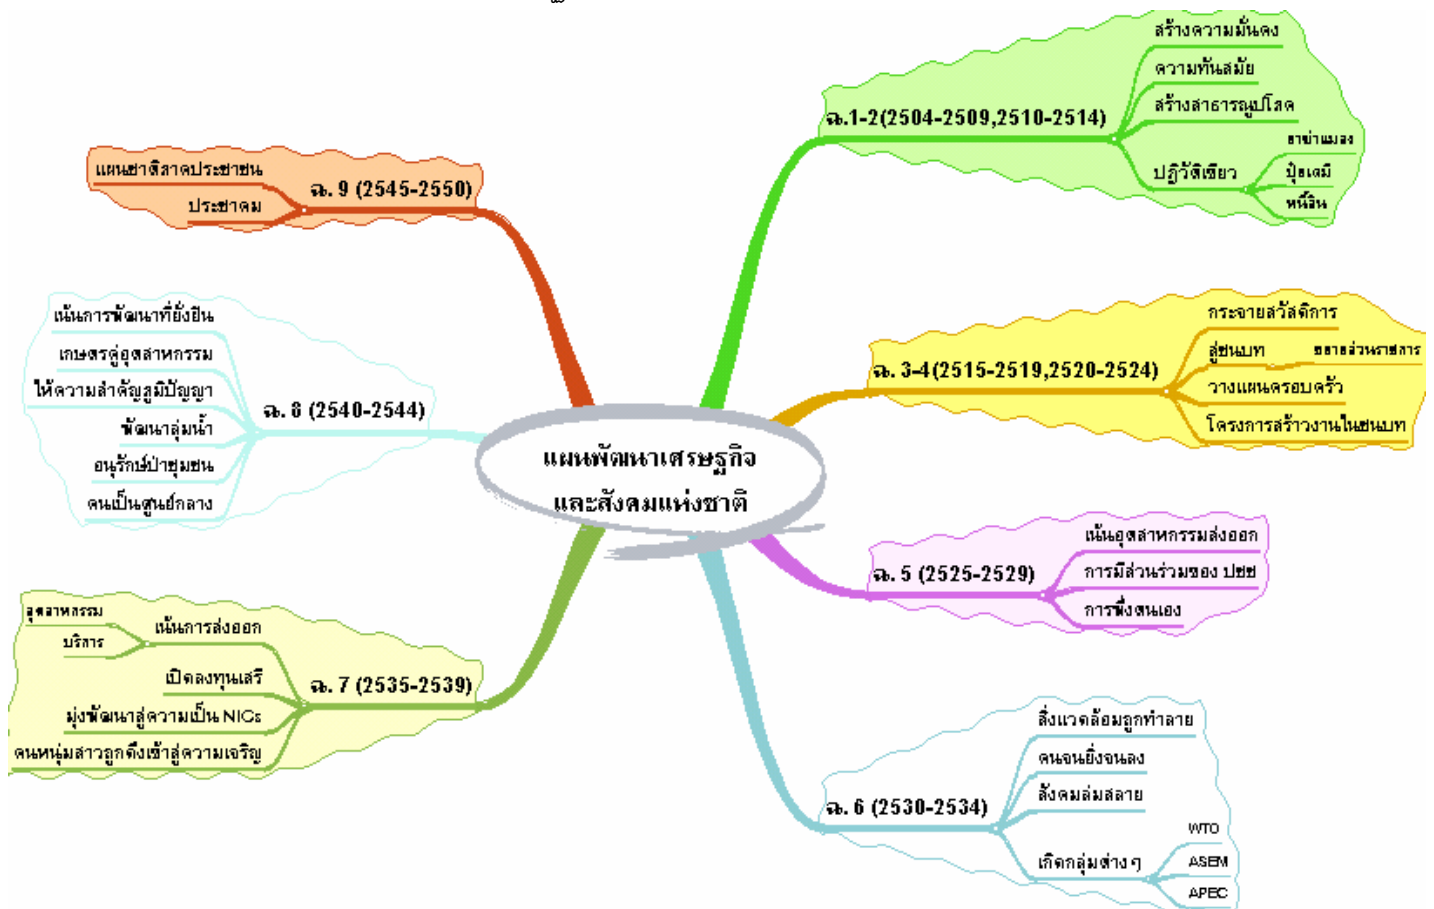 แผนพัฒนาเศรษฐกิจ
และสังคมแห่งชาติ
ฉ.1-2(2504-2509,2510-2514)
สร้างความมั่นคง
ความทันสมัย
สร้างสาธารณูปโภค
ปฏิวัติเขียว
ยาฆ่าแมลง
ปุ๋ยเคมี
หนี้สิน
ฉ. 3-4(2515-2519,2520-2524)
กระจายสวัสดิการ
สู่ชนบท
ขยายส่วนราชการ
วางแผนครอบครัว
โครงการสร้างงานในชนบท
ฉ. 5 (2525-2529)
เน้นอุตสาหกรรมส่งออก
การมีส่วนร่วมของ ปชช
การพึ่งตนเอง
ฉ. 6 (2530-2534)
สิ่งแวดล้อมถูกทำลาย
คนจนยิ่งจนลง
สังคมล่มสลาย
เกิดกลุ่มต่างๆ
WTO
ASEM
APEC
ฉ. 7 (2535-2539)
เน้นการส่งออก
อุตสาหกรรม
บริการ
เปิดลงทุนเสรี
มุ่งพัฒนาสู่ความเป็น NICs
คนหนุ่มสาวถูกดึงเข้าสู่ความเจริญ
ฉ. 8 (2540-2544)
เน้นการพัฒนาที่ยั่งยืน
เกษตรคู่อุตสาหกรรม
ให้ความสำคัญภูมิปัญญา
พัฒนาลุ่มน้ำ
อนุรักษ์ป่าชุมชน
คนเป็นศูนย์กลาง
ฉ. 9 (2545-2550)
แผนชาติภาคประชาชน
ประชาคม